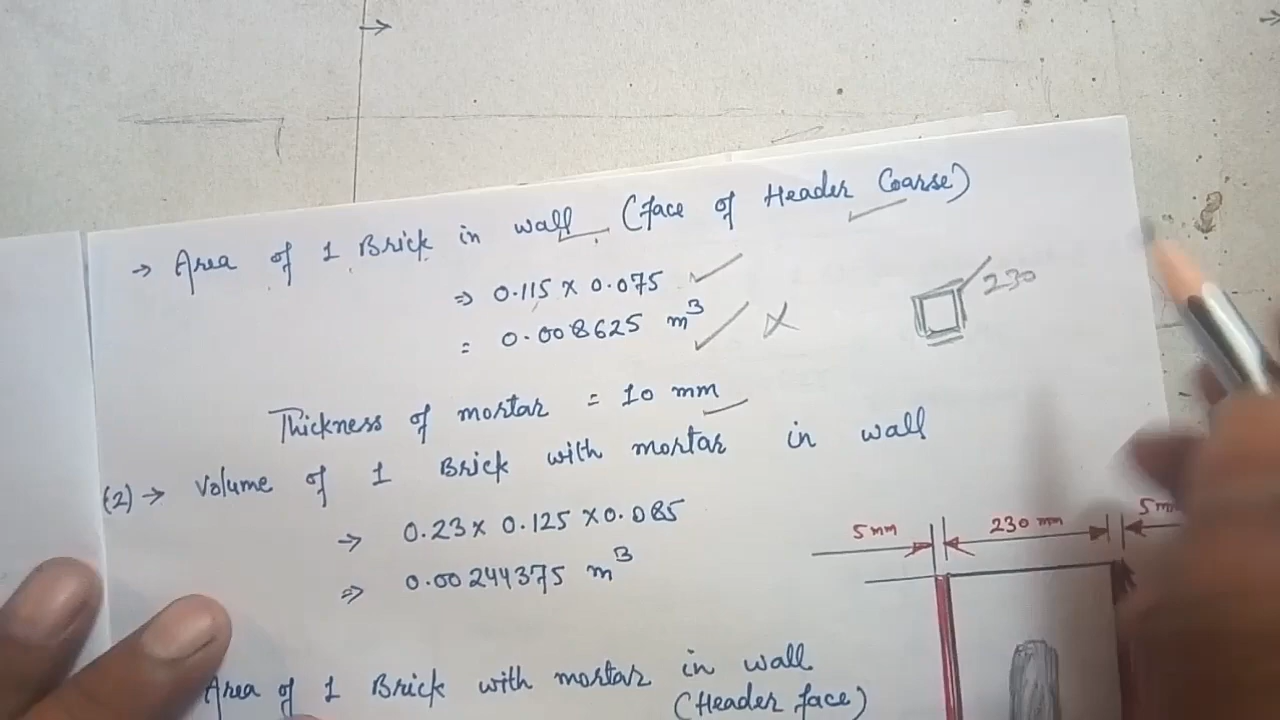 → Area of 1 Brick in wall (Face of Header Coarse)
⇒ 0.115 x 0.075
= 0.008625 m³
230
Thickness of mortar = 10 mm
(2) → Volume of 1 Brick with mortar in wall
⇒ 0.23 x 0.125 x 0.085
⇒ 0.00244375 m³
5mm 230 mm
Area of 1 Brick with mortar in wall
(Header face)